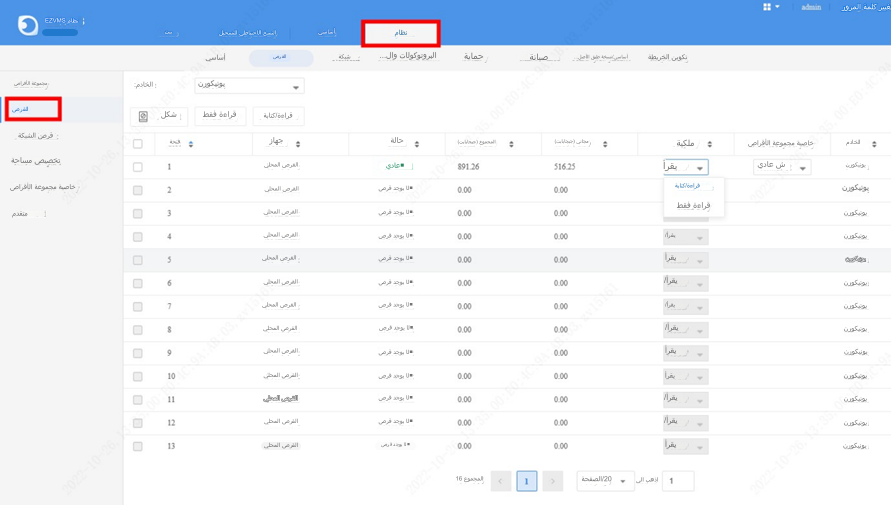 تغيير كلمة المرور
admin
EZVMS نظام
نظام
أساسي
النسخ الاحتياطي للتسجيل
بث
أساسي
القرص
شبكة
البروتوكولات وال...
حماية
صيانة
تكوين الخريطة
مجموعة الأقراص
القرص
قرص الشبكة
تخصيص مساحة
خاصية مجموعة الأقراص
متقدم
الخادم:
يونيكورن
شكل
قراءة فقط
قراءة/كتابة
فتحة
جهاز
حالة
المجموع (جيجابايت)
مجاني (جيجابايت)
ملكية
خاصية مجموعة الأقراص
الخادم
1 القرص المحلي عادي 891.26 516.25 يقرأ/ ش عادي يونيكورن
قراءة/كتابة
قراءة فقط
2 القرص المحلي لا يوجد قرص 0.00 0.00 يونيكورن
3 القرص المحلي لا يوجد قرص 0.00 0.00 يونيكورن
4 القرص المحلي لا يوجد قرص 0.00 0.00 يقرأ/ يونيكورن
5 القرص المحلي لا يوجد قرص 0.00 0.00 يقرأ/
6 القرص المحلي لا يوجد قرص 0.00 0.00 يقرأ/ يونيكورن
7 القرص المحلي لا يوجد قرص 0.00 0.00 يقرأ/ يونيكورن
8 القرص المحلي لا يوجد قرص 0.00 0.00 يقرأ/ يونيكورن
9 القرص المحلي لا يوجد قرص 0.00 0.00 يقرأ/ يونيكورن
10 القرص المحلي لا يوجد قرص 0.00 0.00 يقرأ/ يونيكورن
11 القرص المحلي لا يوجد قرص 0.00 0.00 يقرأ/ يونيكورن
12 القرص المحلي لا يوجد قرص 0.00 0.00 يقرأ/ يونيكورن
13 القرص المحلي لا يوجد قرص 0.00 0.00 يقرأ/ يونيكورن
المجموع 16
1
20/الصفحة
اذهب الى
1